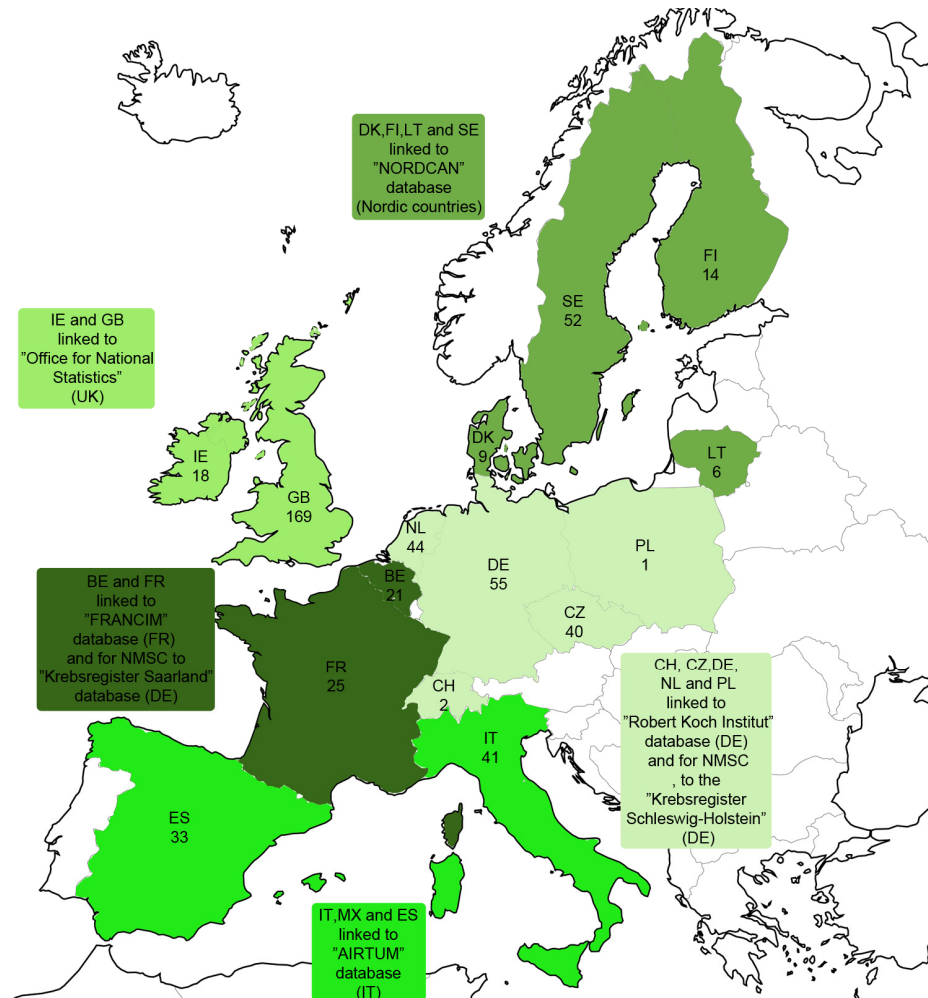 DK,FI,LT and SE
linked to
"NORDCAN"
database
(Nordic countries)
FI
14
SE
52
IE and GB
linked to
"Office for National
Statistics"
(UK)
DK
9
LT
6
IE
18
GB
169
NL
44
DE
55
PL
1
BE
21
CZ
40
BE and FR
linked to
"FRANCIM"
database (FR)
and for NMSC to
"Krebsregister Saarland"
database (DE)
FR
25
CH
2
CH, CZ,DE,
NL and PL
linked to
"Robert Koch Institut"
database (DE)
and for NMSC
, to the
"Krebsregister
Schleswig-Holstein"
(DE)
IT
41
ES
33
IT,MX and ES
linked to
"AIRTUM"
database
(IT)